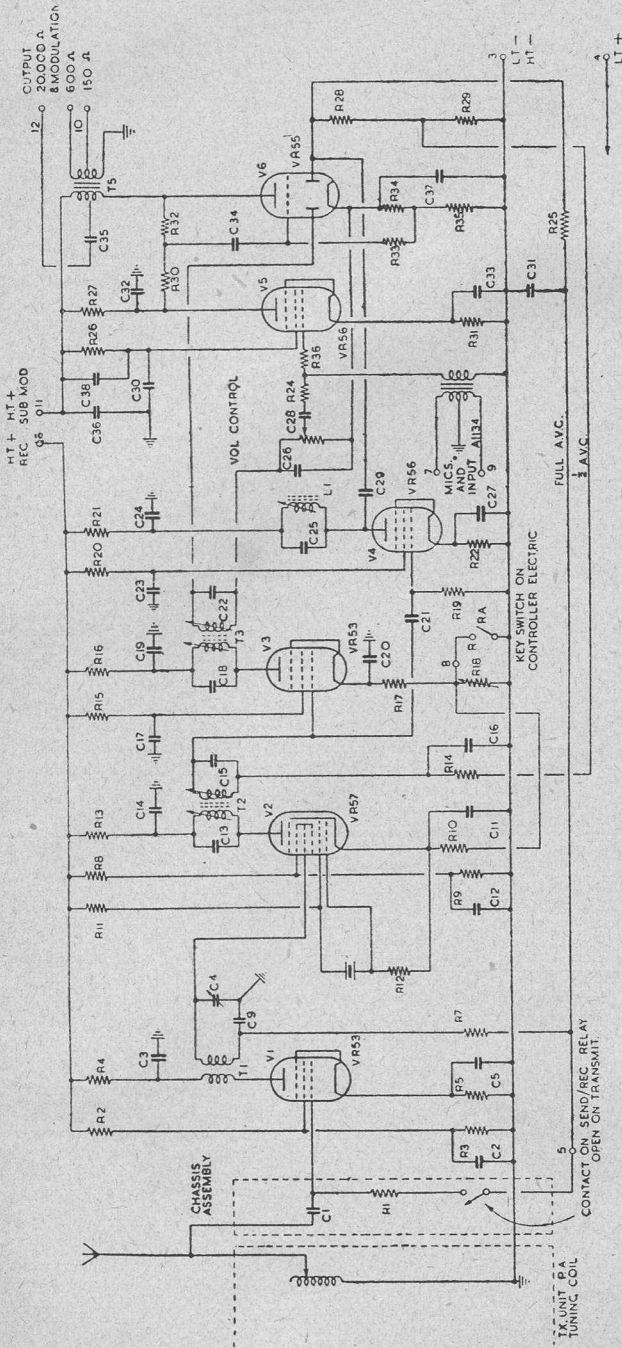 TX. UNIT P.A
TUNING COIL
CHASSIS
ASSEMBLY
C1
R1
CONTACT ON SEND/REC RELAY
OPEN ON TRANSMIT.
5
R2
R4
C3
T1
V1
VR53
R3
C2
R5
C5
C4
C9
R7
R11
R8
R13
C14
C13
T2
C15
V2
VR57
R12
R9
C12
R10
C11
R14
C16
R15
R16
C17
C19
C18
T3
C22
V3
VR53
C20
R17
8
R
RA
R18
KEY SWITCH ON
CONTROLLER ELECTRIC
R20
R21
C23
C24
C25
L1
C21
R19
V4
VR56
R22
C27
C29
VOL CONTROL
C26
C28
R24
R36
7
MICS.
AND
INPUT
9
A1134
HT +
REC
H.T+
SUB MOD
11
C36
C38
C30
R26
R27
C32
V5
VR56
R31
C33
C31
R30
R32
C34
C35
T5
V6
VR55
R33
R34
R35
C37
R28
R29
R25
FULL A.V.C.
½ A.V.C.
OUTPUT
20,000 Ω
& MODULATION
600 Ω
150 Ω
12
10
3
LT −
HT −
4
LT +